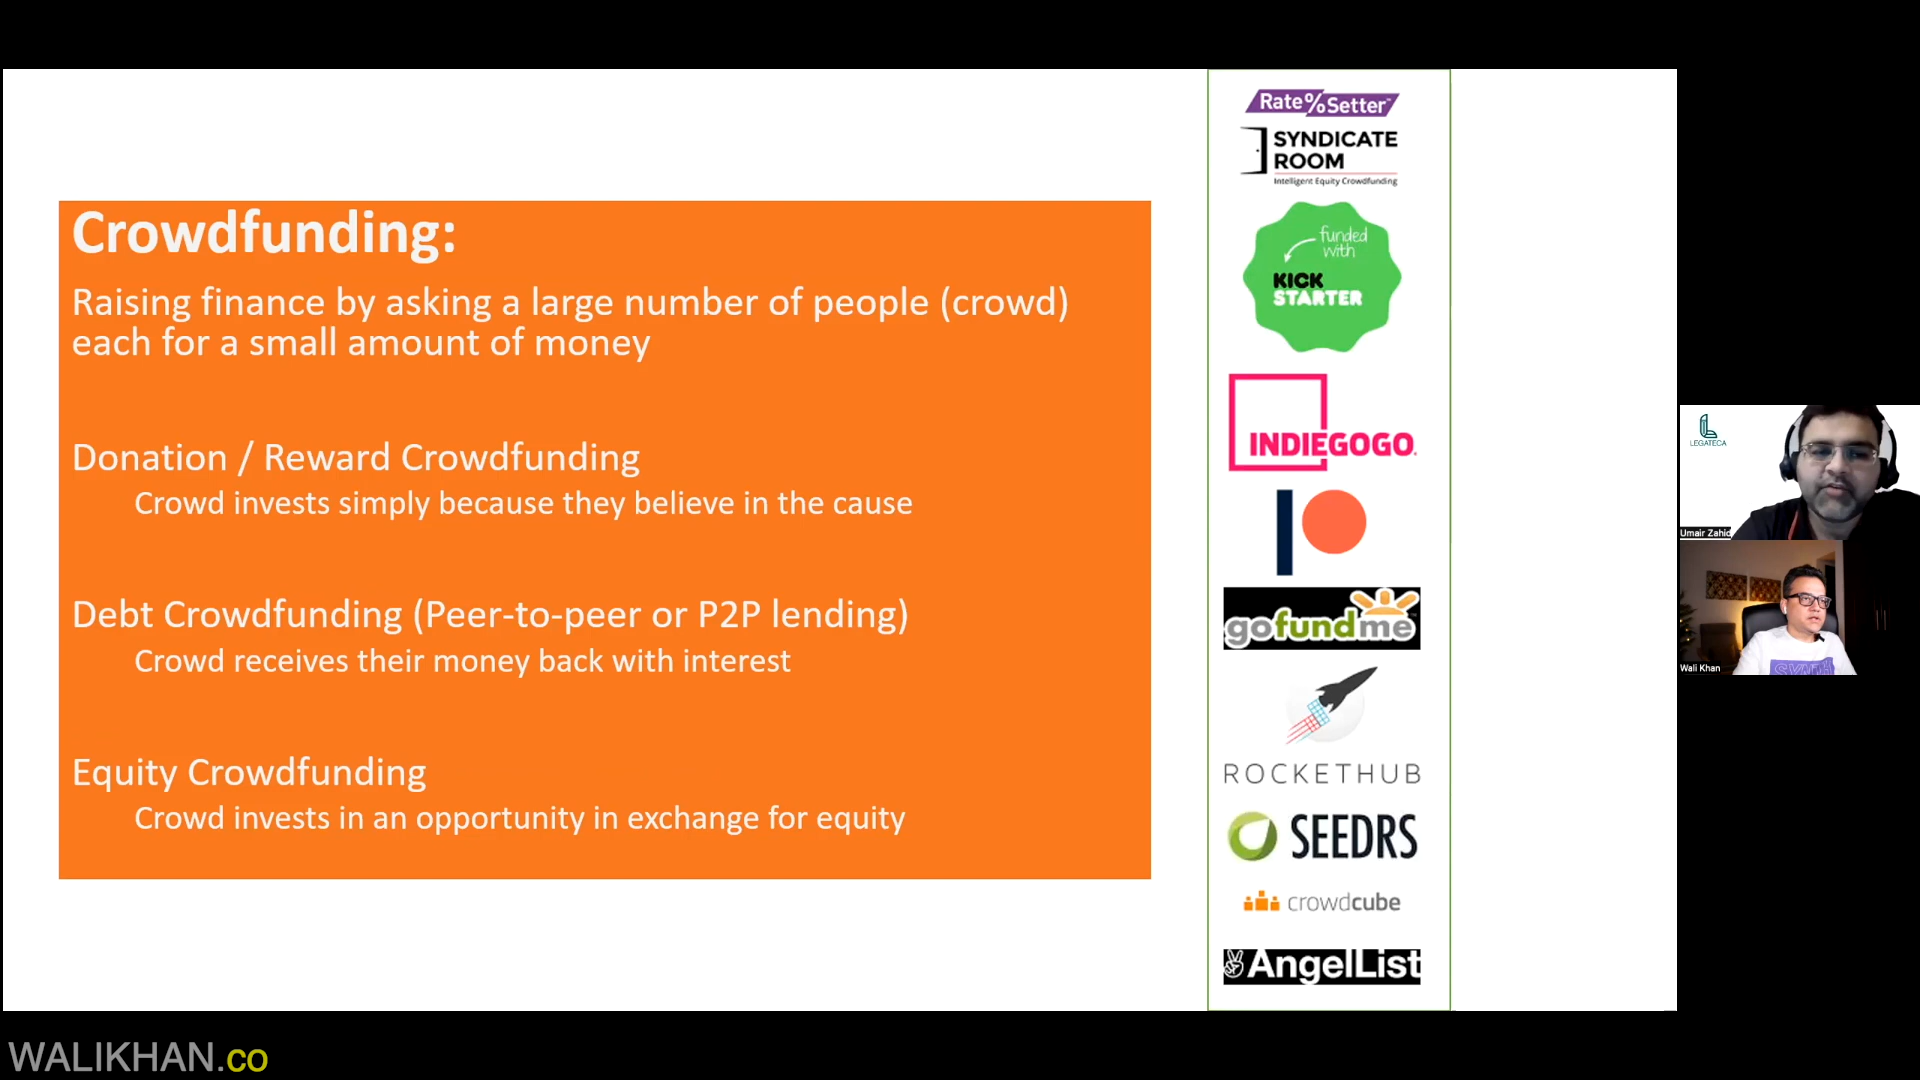 Crowdfunding:
Raising finance by asking a large number of people (crowd)
each for a small amount of money
Donation / Reward Crowdfunding
Crowd invests simply because they believe in the cause
Debt Crowdfunding (Peer-to-peer or P2P lending)
Crowd receives their money back with interest
Equity Crowdfunding
Crowd invests in an opportunity in exchange for equity
Rate%Setter™
SYNDICATE
ROOM
Intelligent Equity Crowdfunding
funded
with
KICK
STARTER
INDIEGOGO
gofundme
ROCKETHUB
SEEDRS
crowdcube
AngelList
LEGATECA
Umair Zahid
Wali Khan
WALIKHAN.CO